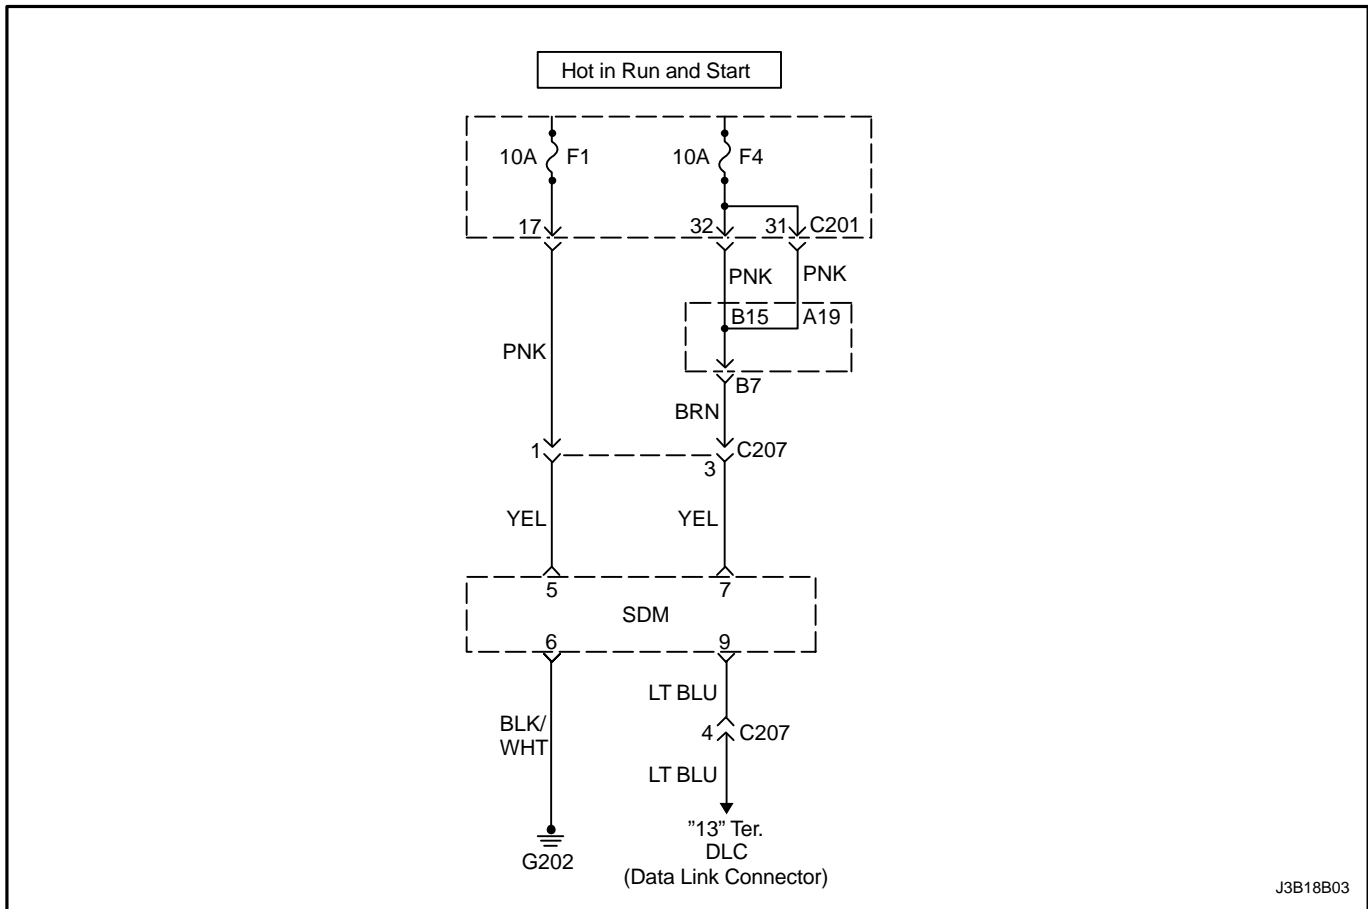 Hot in Run and Start
10A F1
10A F4
17
32
31 C201
PNK
PNK
B15
A19
PNK
B7
BRN
1
C207
3
YEL
YEL
5
7
SDM
6
9
LT BLU
BLK/
WHT
4 C207
LT BLU
”13” Ter.
DLC
G202
(Data Link Connector)
J3B18B03